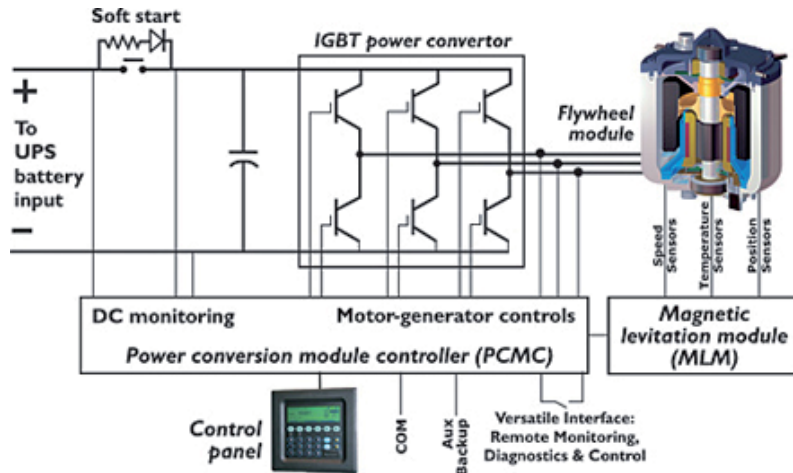 Soft start
IGBT power convertor
+
To
UPS
battery
input
–
Flywheel
module
Speed
Sensors
Temperature
Sensors
Position
Sensors
DC monitoring
Motor-generator controls
Power conversion module controller (PCMC)
Magnetic
levitation module
(MLM)
Control
panel
COM
Aux
Backup
Versatile Interface:
Remote Monitoring,
Diagnostics & Control